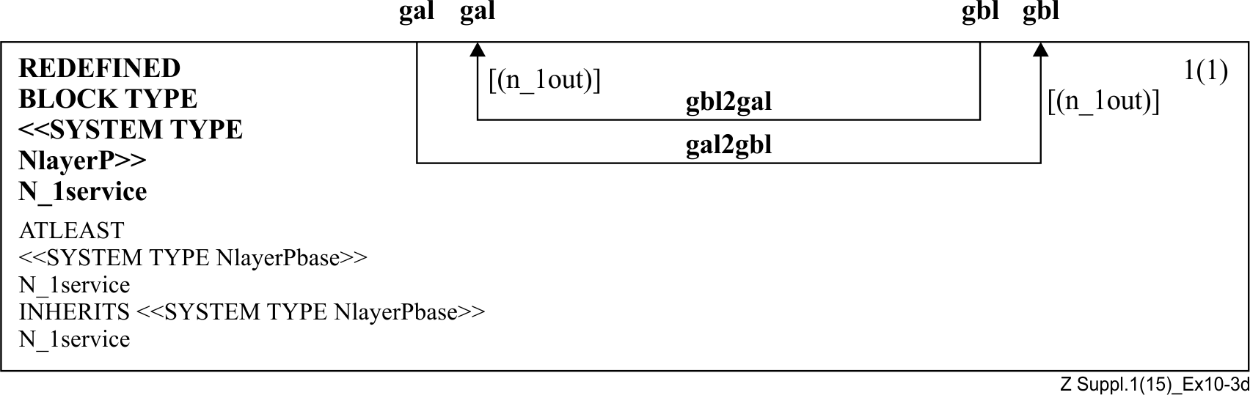 gal gal gbl gbl
REDEFINED
BLOCK TYPE
<<SYSTEM TYPE
NlayerP>>
N_1service
ATLEAST
<<SYSTEM TYPE NlayerPbase>>
N_1service
INHERITS <<SYSTEM TYPE NlayerPbase>>
N_1service
[(n_1out)]
gbl2gal
gal2gbl
[(n_1out)]
1(1)
Z Suppl.1(15)_Ex10-3d